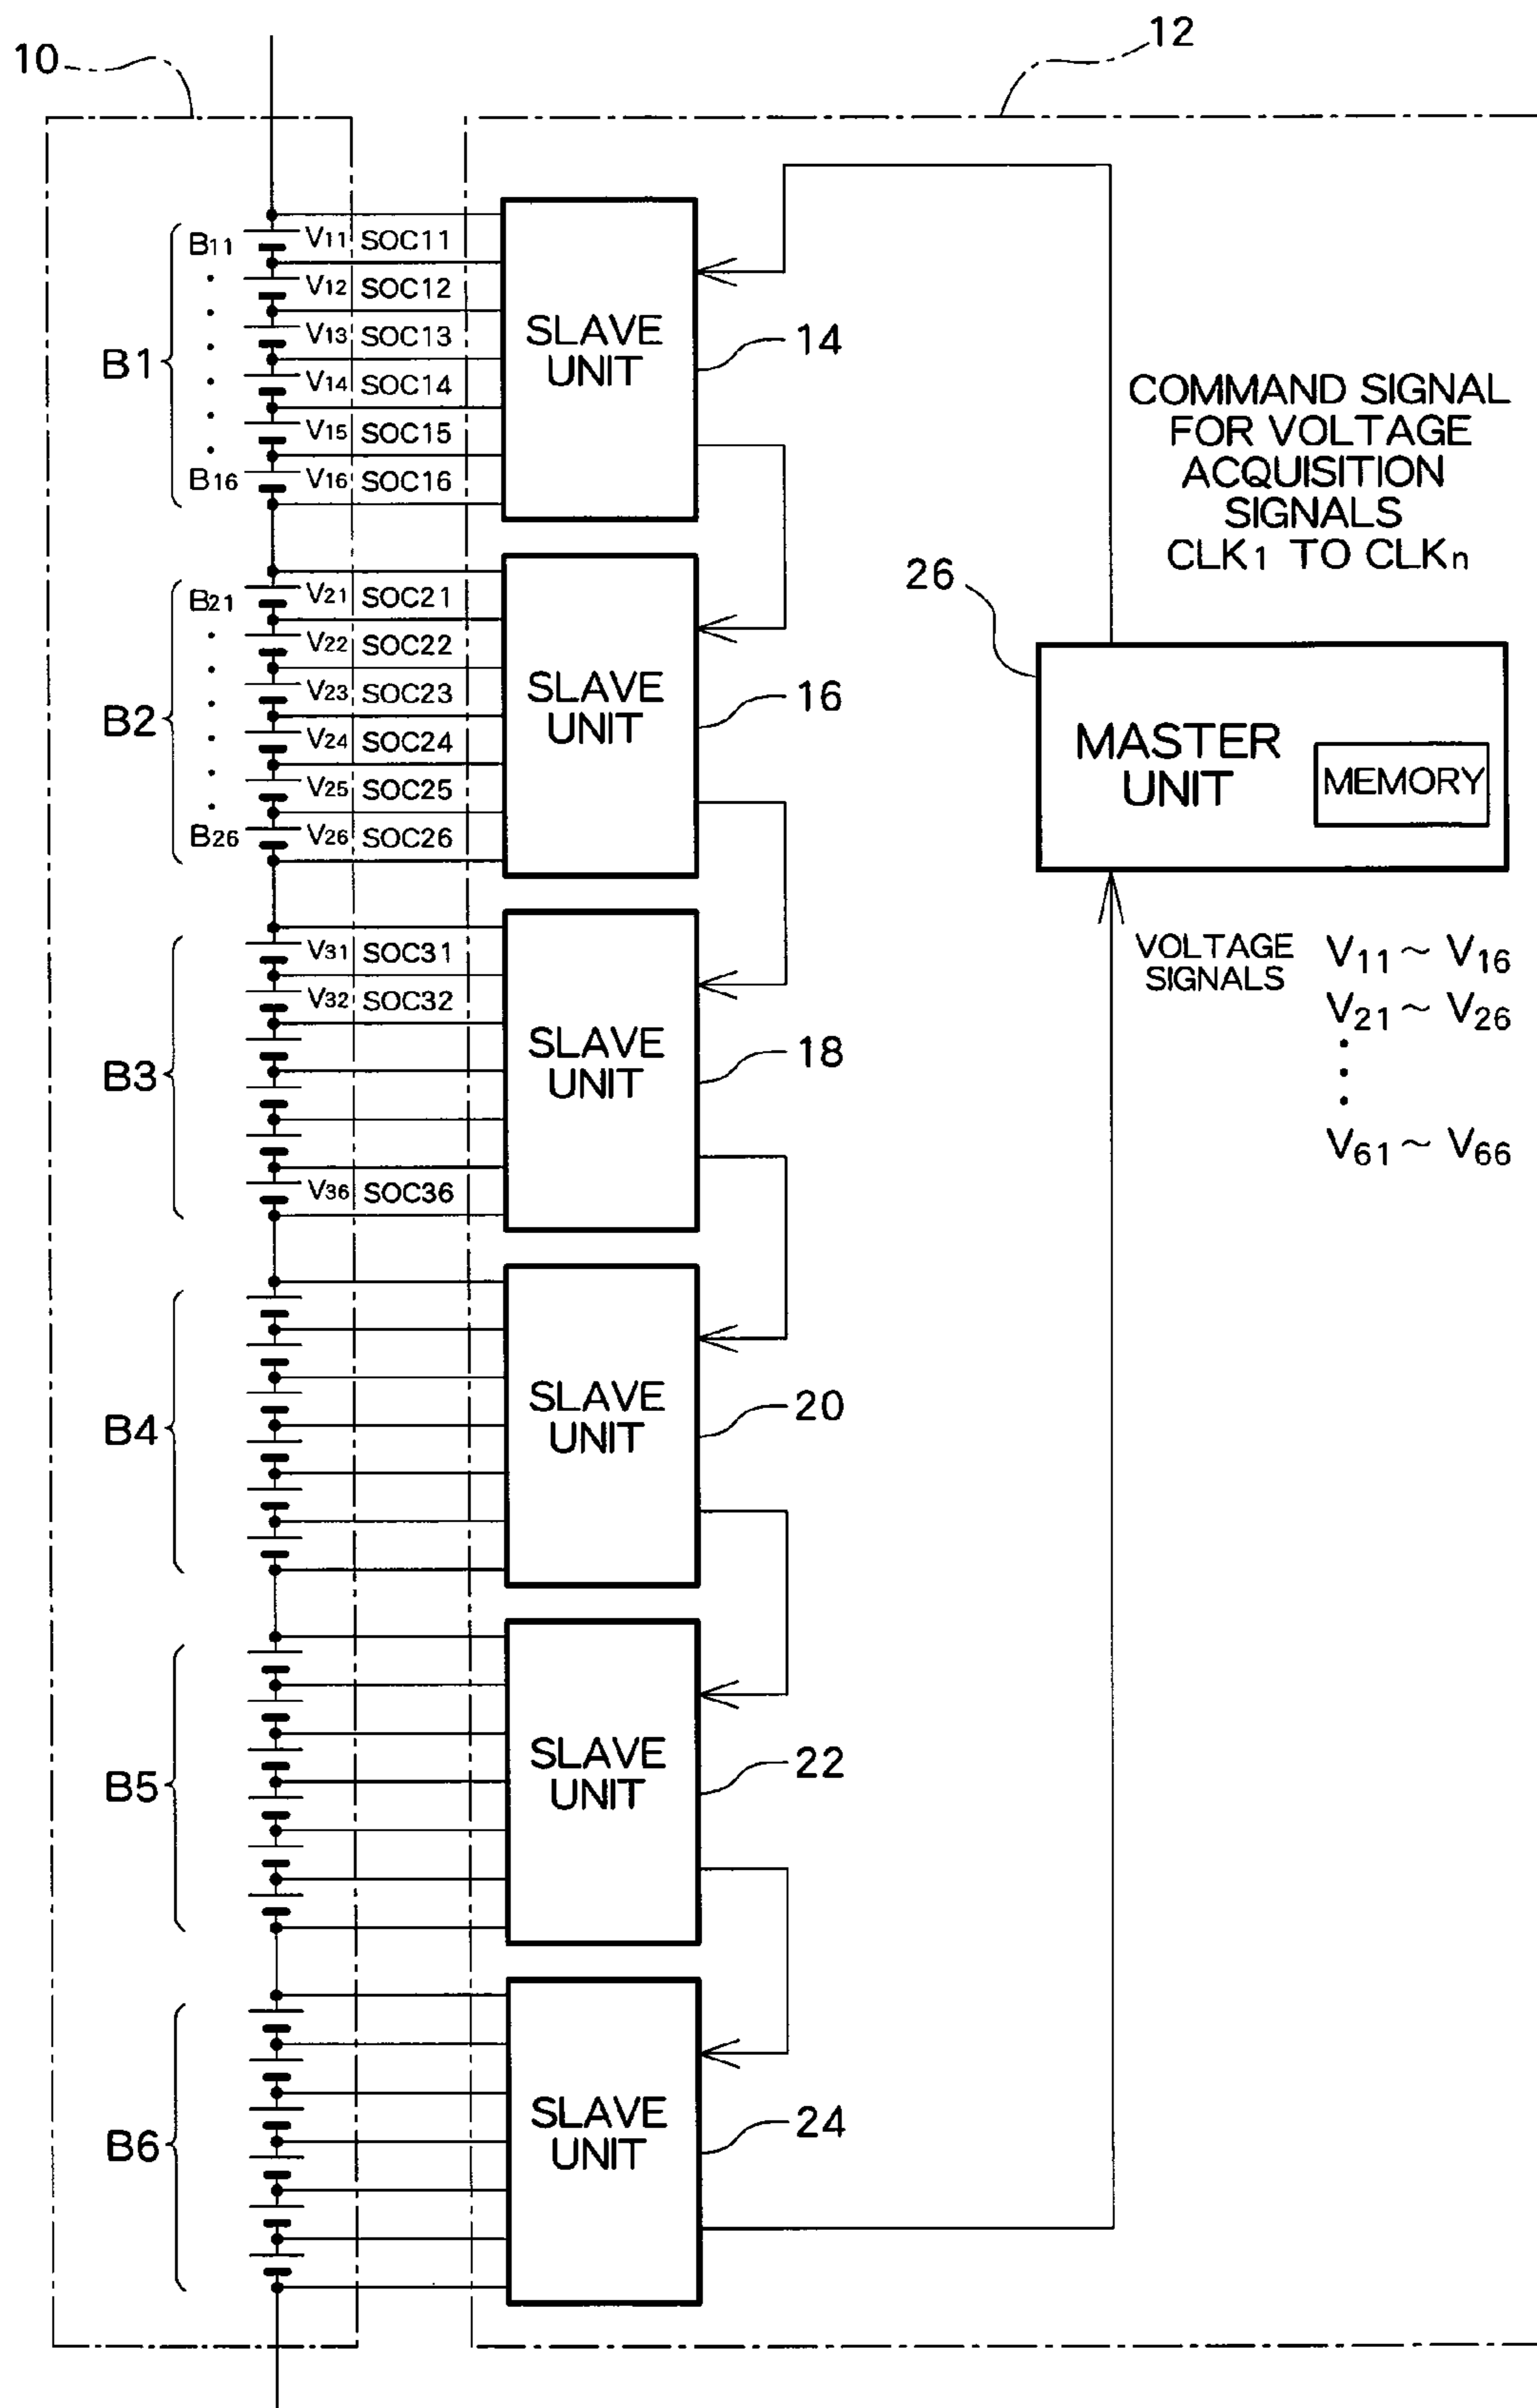 10
12
B11 V11 SOC11
V12 SOC12
V13 SOC13
B1
V14 SOC14
V15 SOC15
B16 V16 SOC16
SLAVE
UNIT
14
COMMAND SIGNAL
FOR VOLTAGE
ACQUISITION
SIGNALS
CLK1 TO CLKn
B21 V21 SOC21
V22 SOC22
V23 SOC23
B2
V24 SOC24
V25 SOC25
B26 V26 SOC26
SLAVE
UNIT
16
26
MASTER
UNIT
MEMORY
V31 SOC31
V32 SOC32
B3
V36 SOC36
SLAVE
UNIT
18
VOLTAGE
SIGNALS
V11 ~ V16
V21 ~ V26
V61 ~ V66
B4
SLAVE
UNIT
20
B5
SLAVE
UNIT
22
B6
SLAVE
UNIT
24